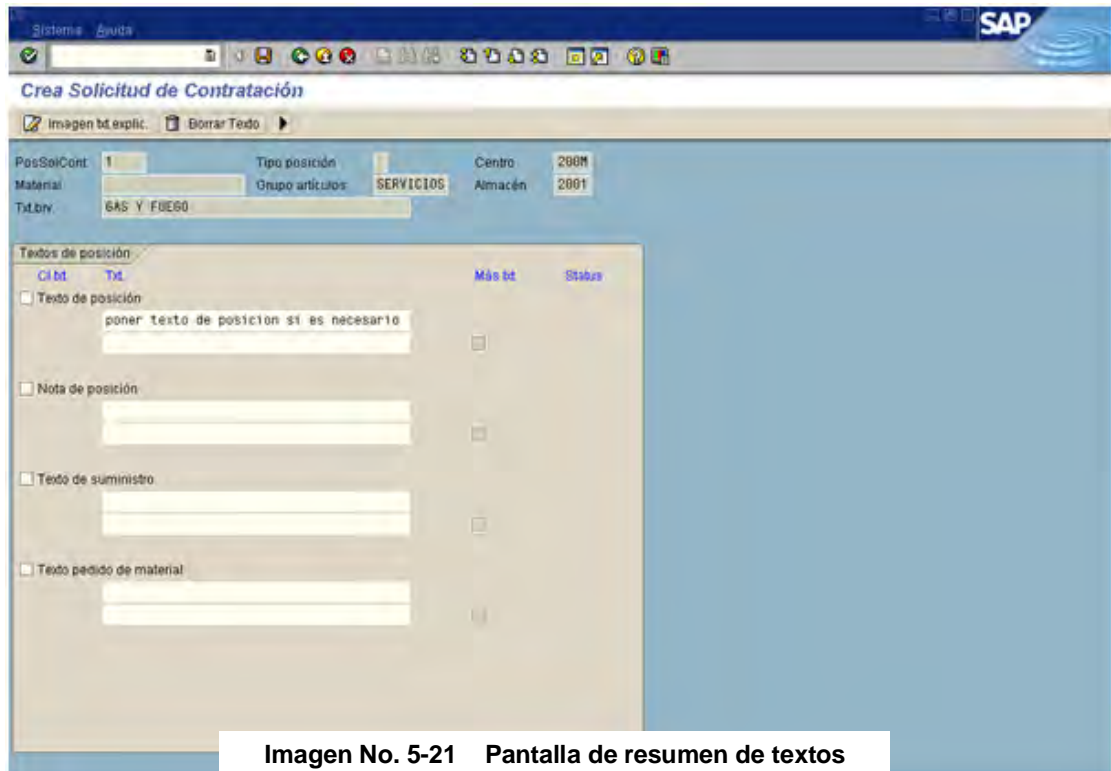 Sistema Ayuda
SAP
Crea Solicitud de Contratación
Imagen txt.explic. Borrar Texto
PosSolCont 1 Tipo posición Centro 200M
Material Grupo artículos SERVICIOS Almacén 2001
Txt.brv. GAS Y FUEGO
Textos de posición
Cl.txt Txt. Más txt Status
Texto de posición
poner texto de posicion si es necesario
Nota de posición
Texto de suministro
Texto pedido de material
Imagen No. 5-21 Pantalla de resumen de textos